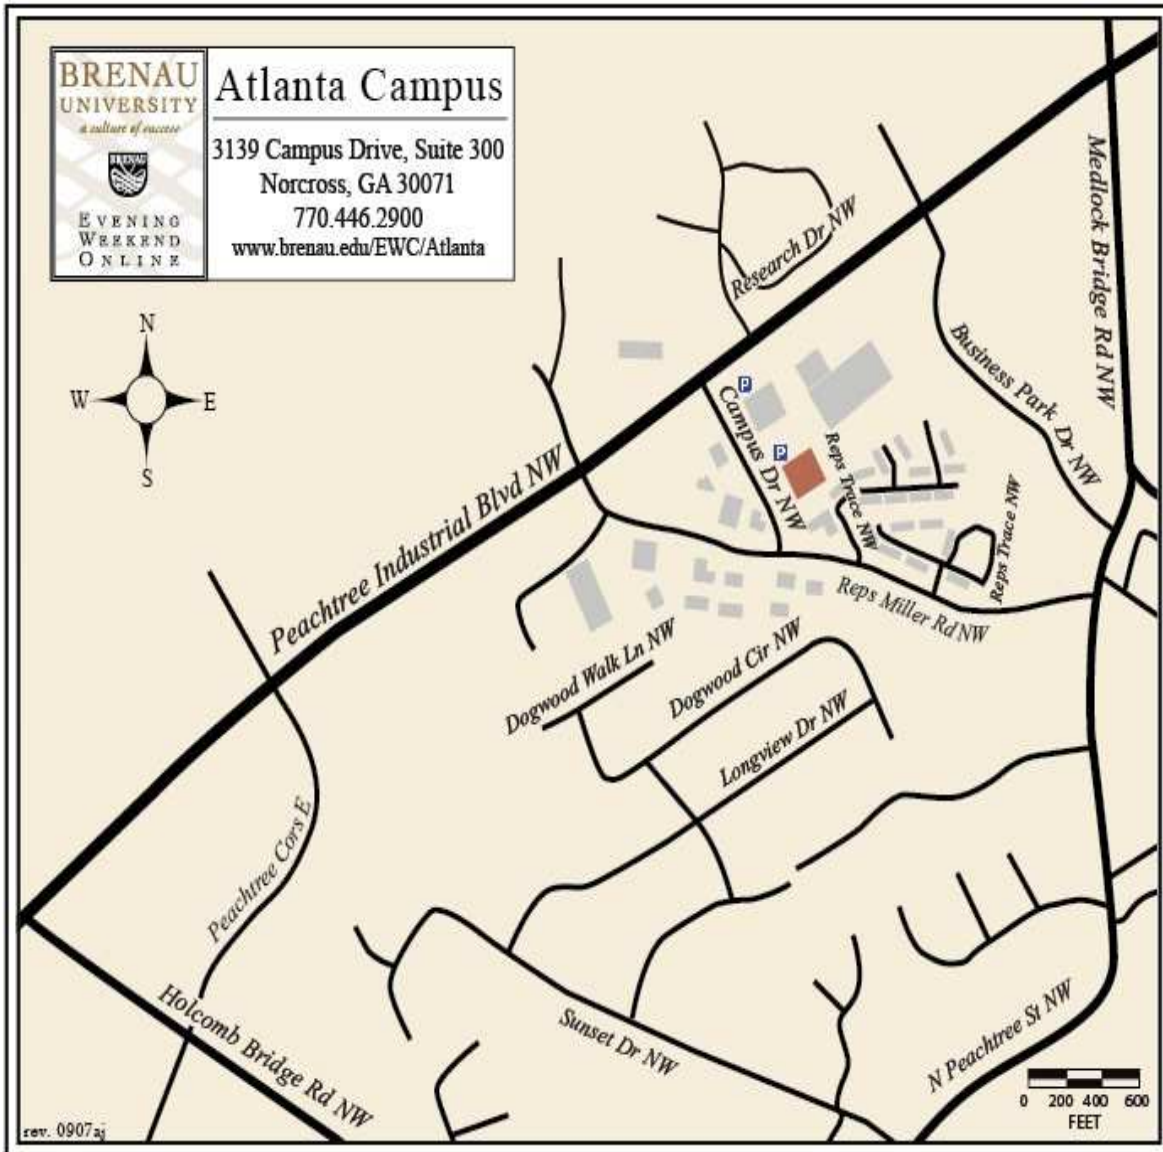 BRENAU
UNIVERSITY
a culture of success
BRENAU
EVENING
WEEKEND
ONLINE
Atlanta Campus
3139 Campus Drive, Suite 300
Norcross, GA 30071
770.446.2900
www.brenau.edu/EWC/Atlanta
N
W
E
S
Medlock Bridge Rd NW
Research Dr NW
Business Park Dr NW
P
Campus Dr NW
P
Reps Trace NW
Reps Trace NW
Peachtree Industrial Blvd NW
Reps Miller Rd NW
Dogwood Walk Ln NW
Dogwood Cir NW
Longview Dr NW
Peachtree Cors E
Holcomb Bridge Rd NW
Sunset Dr NW
N Peachtree St NW
0 200 400 600
FEET
rev. 0907aj